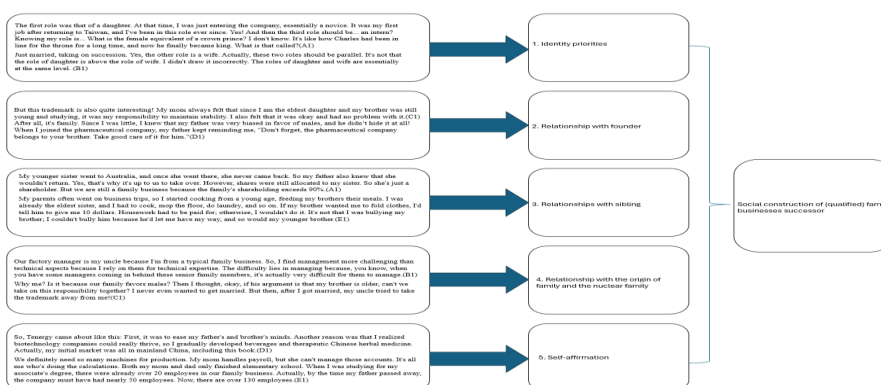 The first role was that of a daughter. At that time, I was just entering the company, essentially a novice. It was my first
job after returning to Taiwan, and I've been in this role ever since. Yes! And then the third role should be... an intern?
Knowing my role is... What is the female equivalent of a crown prince? I don't know. It's like how Charles had been in
line for the throne for a long time, and now he finally became king. What is that called?(A1)
Just married, taking on succession. Yes, the other role is a wife. Actually, these two roles should be parallel. It's not that
the role of daughter is above the role of wife. I didn't draw it incorrectly. The roles of daughter and wife are essentially
at the same level. (B1)
1. Identity priorities
But this trademark is also quite interesting! My mom always felt that since I am the eldest daughter and my brother was still
young and studying, it was my responsibility to maintain stability. I also felt that it was okay and had no problem with it.(C1)
After all, it's family. Since I was little, I knew that my father was very biased in favor of males, and he didn't hide it at all!
When I joined the pharmaceutical company, my father kept reminding me, "Don't forget, the pharmaceutical company
belongs to your brother. Take good care of it for him."(D1)
2. Relationship with founder
My younger sister went to Australia, and once she went there, she never came back. So my father also knew that she
wouldn't return. Yes, that's why it's up to us to take over. However, shares were still allocated to my sister. So she's just a
shareholder. But we are still a family business because the family's shareholding exceeds 90%.(A1)
My parents often went on business trips, so I started cooking from a young age, feeding my brothers their meals. I was
already the eldest sister, and I had to cook, mop the floor, do laundry, and so on. If my brother wanted me to fold clothes, I'd
tell him to give me 10 dollars. Housework had to be paid for; otherwise, I wouldn't do it. It's not that I was bullying my
brother; I couldn't bully him because he'd let me have my way, and so would my younger brother.(E1)
3. Relations with sibling
Social construction of (qualified) fam
businesses successor
Our factory manager is my uncle because I'm from a typical family business. So, I find management more challenging than
technical aspects because I rely on them for technical expertise. The difficulty lies in managing because, you know, when
you have some managers coming in behind these senior family members, it's actually very difficult for them to manage.(B1)
Why me? Is it because our family favors males? Then I thought, okay, if his argument is that my brother is older, can't we
take on this responsibility together? I never even wanted to get married. But then, after I got married, my uncle tried to take
the trademark away from me!(C1)
4. Relationship with the origin of
family and the nuclear family
So, Tenergy came about like this: First, it was to ease my father's and brother's minds. Another reason was that I realized
biotechnology companies could really thrive, so I gradually developed beverages and therapeutic Chinese herbal medicine.
Actually, my initial market was all in mainland China, including this book.(D1)
We definitely need so many machines for production. My mom handles payroll, but she can't manage those accounts. It's all
me who's doing the calculations. Both my mom and dad only finished elementary school. When I was studying for my
associate's degree, there were already over 20 employees in our family business. Actually, by the time my father passed away,
the company must have had nearly 50 employees. Now, there are over 130 employees.(E1)
5. Self-affirmation